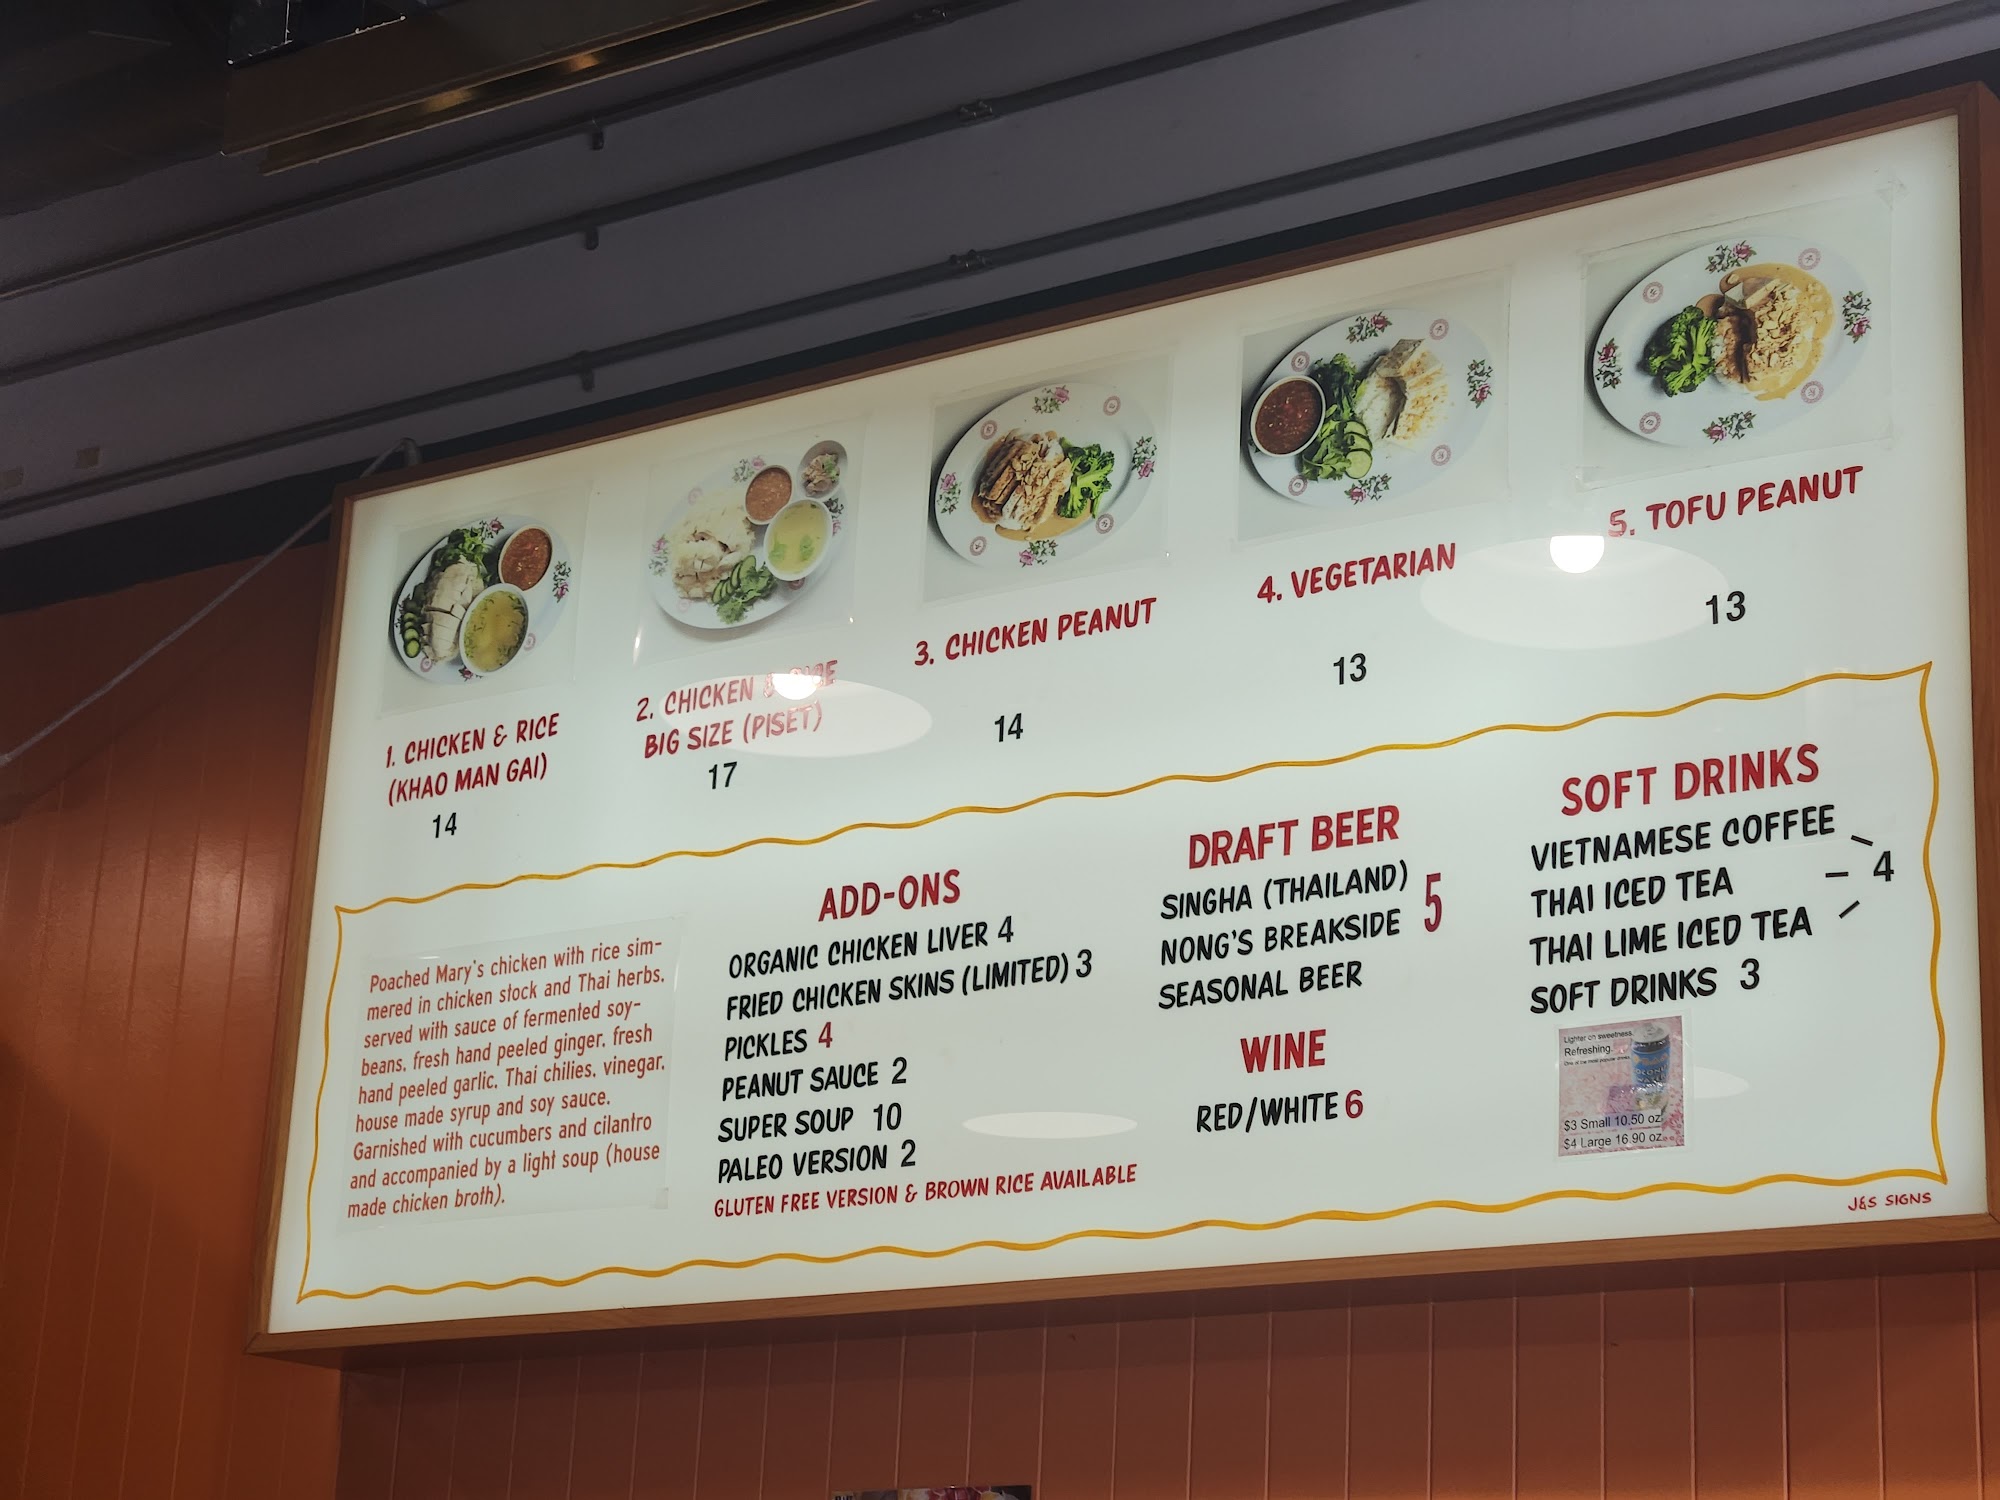 1. CHICKEN & RICE
(KHAO MAN GAI)
14
2. CHICKEN & RICE
BIG SIZE (PISET)
17
3. CHICKEN PEANUT
14
4. VEGETARIAN
13
5. TOFU PEANUT
13
Poached Mary's chicken with rice sim-
mered in chicken stock and Thai herbs.
served with sauce of fermented soy-
beans, fresh hand peeled ginger, fresh
hand peeled garlic, Thai chilies, vinegar,
house made syrup and soy sauce.
Garnished with cucumbers and cilantro
and accompanied by a light soup (house
made chicken broth).
ADD-ONS
ORGANIC CHICKEN LIVER 4
FRIED CHICKEN SKINS (LIMITED) 3
PICKLES 4
PEANUT SAUCE 2
SUPER SOUP 10
PALEO VERSION 2
GLUTEN FREE VERSION & BROWN RICE AVAILABLE
DRAFT BEER
SINGHA (THAILAND)
NONG'S BREAKSIDE 5
SEASONAL BEER
WINE
RED/WHITE 6
SOFT DRINKS
VIETNAMESE COFFEE
THAI ICED TEA - 4
THAI LIME ICED TEA
SOFT DRINKS 3
Lighter on sweetness.
Refreshing.
One of the most popular drinks
$3 Small 10.50 oz.
$4 Large 16.90 oz.
J&S SIGNS